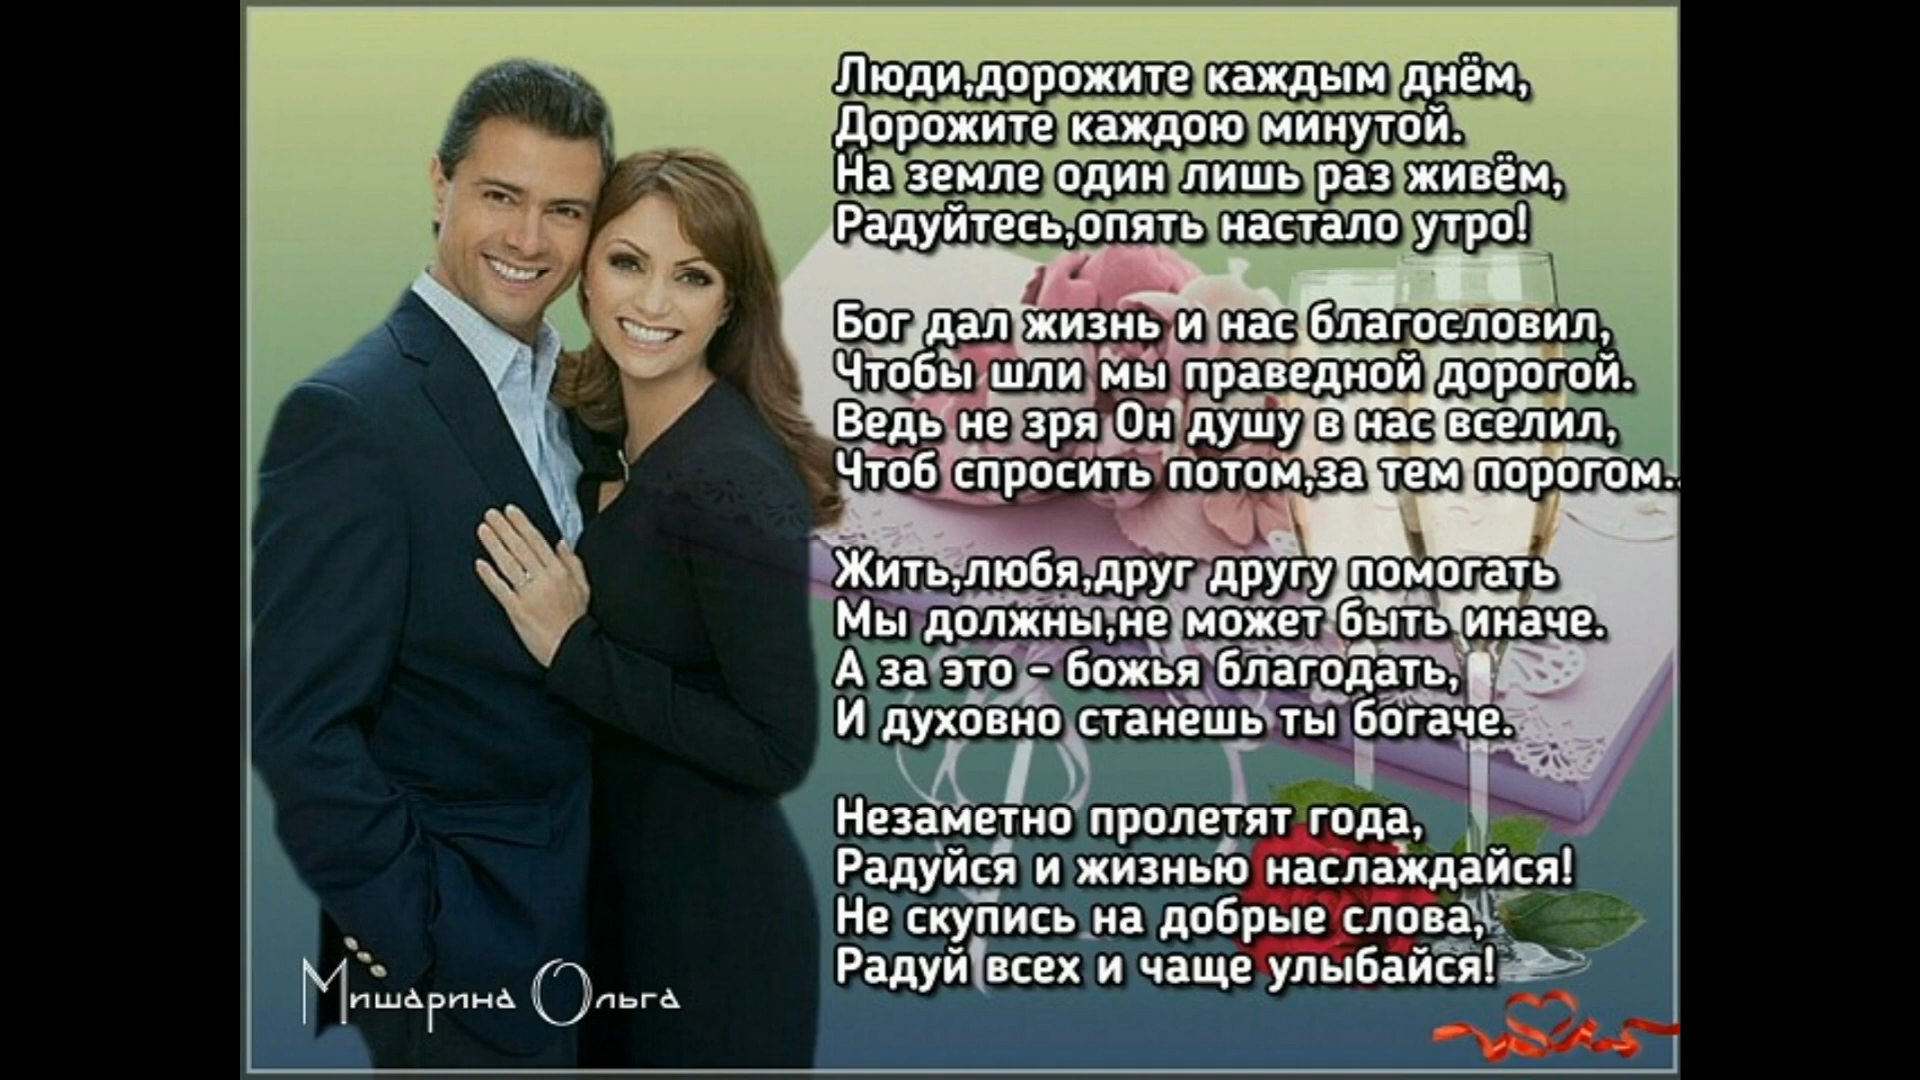 Люди,дорожите каждым днём,
Дорожите каждою минутой.
На земле один лишь раз живём,
Радуйтесь,опять настало утро!
Бог дал жизнь и нас благословил,
Чтобы шли мы праведной дорогой.
Ведь не зря Он душу в нас вселил,
Чтоб спросить потом,за тем порогом..
Жить,любя,друг другу помогать
Мы должны,не может быть иначе.
А за это – божья благодать,
И духовно станешь ты богаче.
Незаметно пролетят года,
Радуйся и жизнью наслаждайся!
Не скупись на добрые слова,
Радуй всех и чаще улыбайся!
Мишарина Ольга